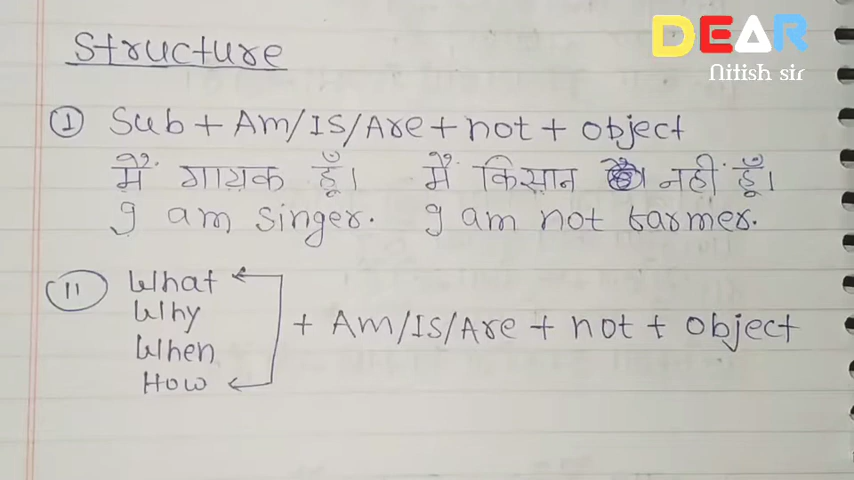 DEAR
Nitish sir
Structure
I Sub + Am/IS/Are + not + object
मैं गायक हूँ। मैं किसान नहीं हूँ।
I am singer. I am not farmer.
II What
Why
When
How
+ Am/IS/Are + not + object